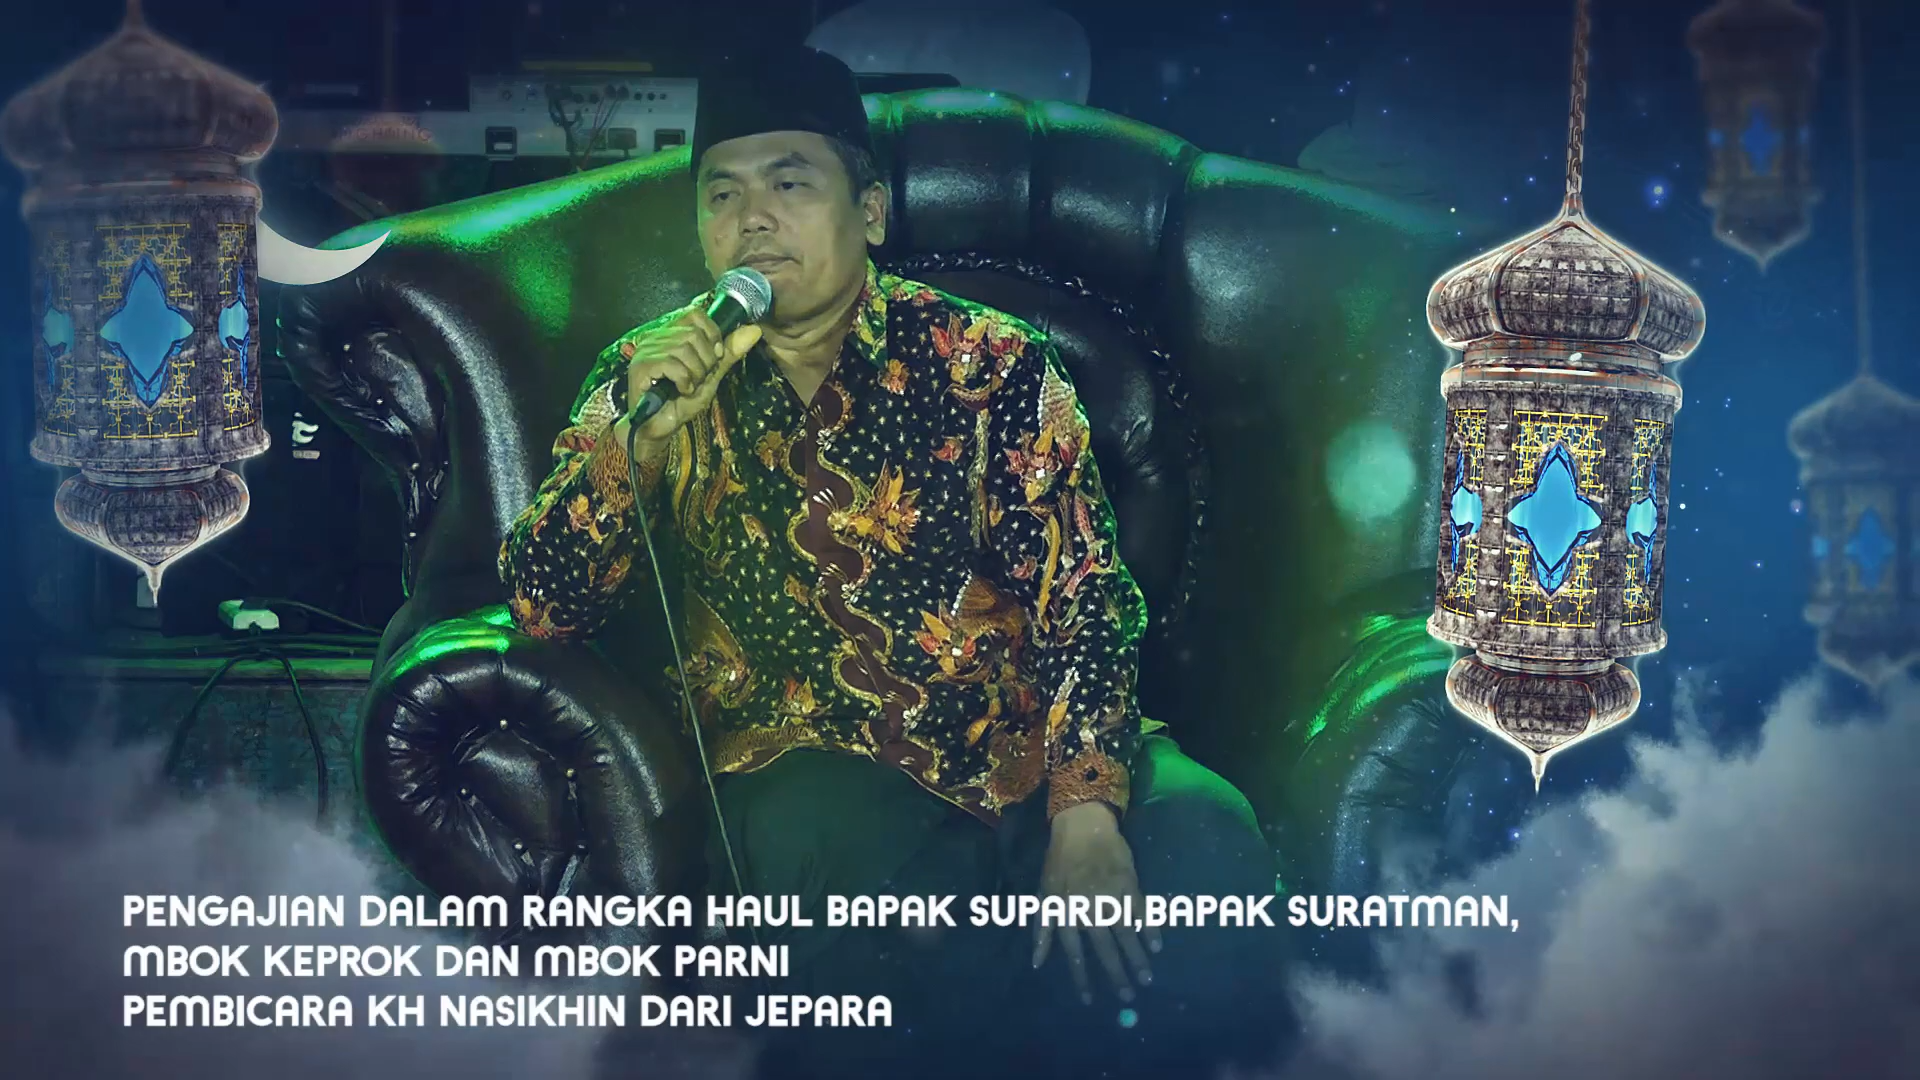 PENGAJIAN DALAM RANGKA HAUL BAPAK SUPARDI,BAPAK SURATMAN,
MBOK KEPROK DAN MBOK PARNI
PEMBICARA KH NASIKHIN DARI JEPARA